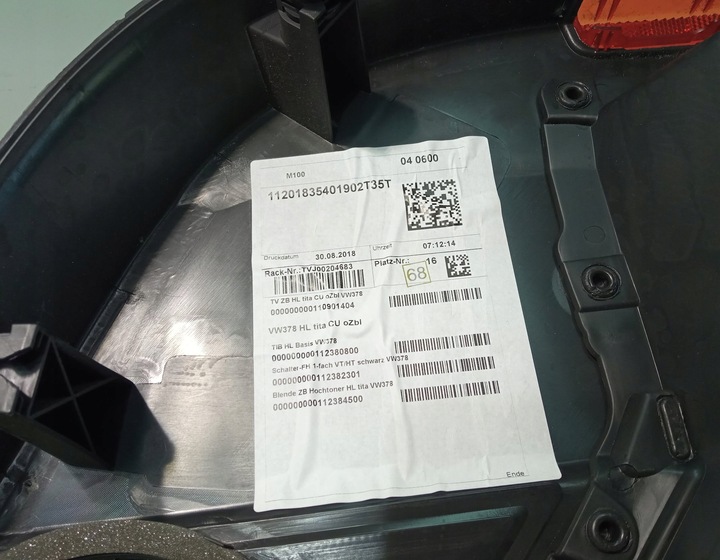 M100 04 0600
11201835401902T35T
Druckdatum 30.08.2018 Uhrzeit 07:12:14
Rack-Nr.:TVJ00204683 Platz-Nr.: 16
68
TV ZB HL tita CU oZbl VW378
000000000110901404
VW378 HL tita CU oZbl
TIB HL Basis VW378
000000000112380800
Schalter-FH 1-fach VT/HT schwarz VW378
000000000112382301
Blende ZB Hochtoner HL tita VW378
000000000112384500
Ende